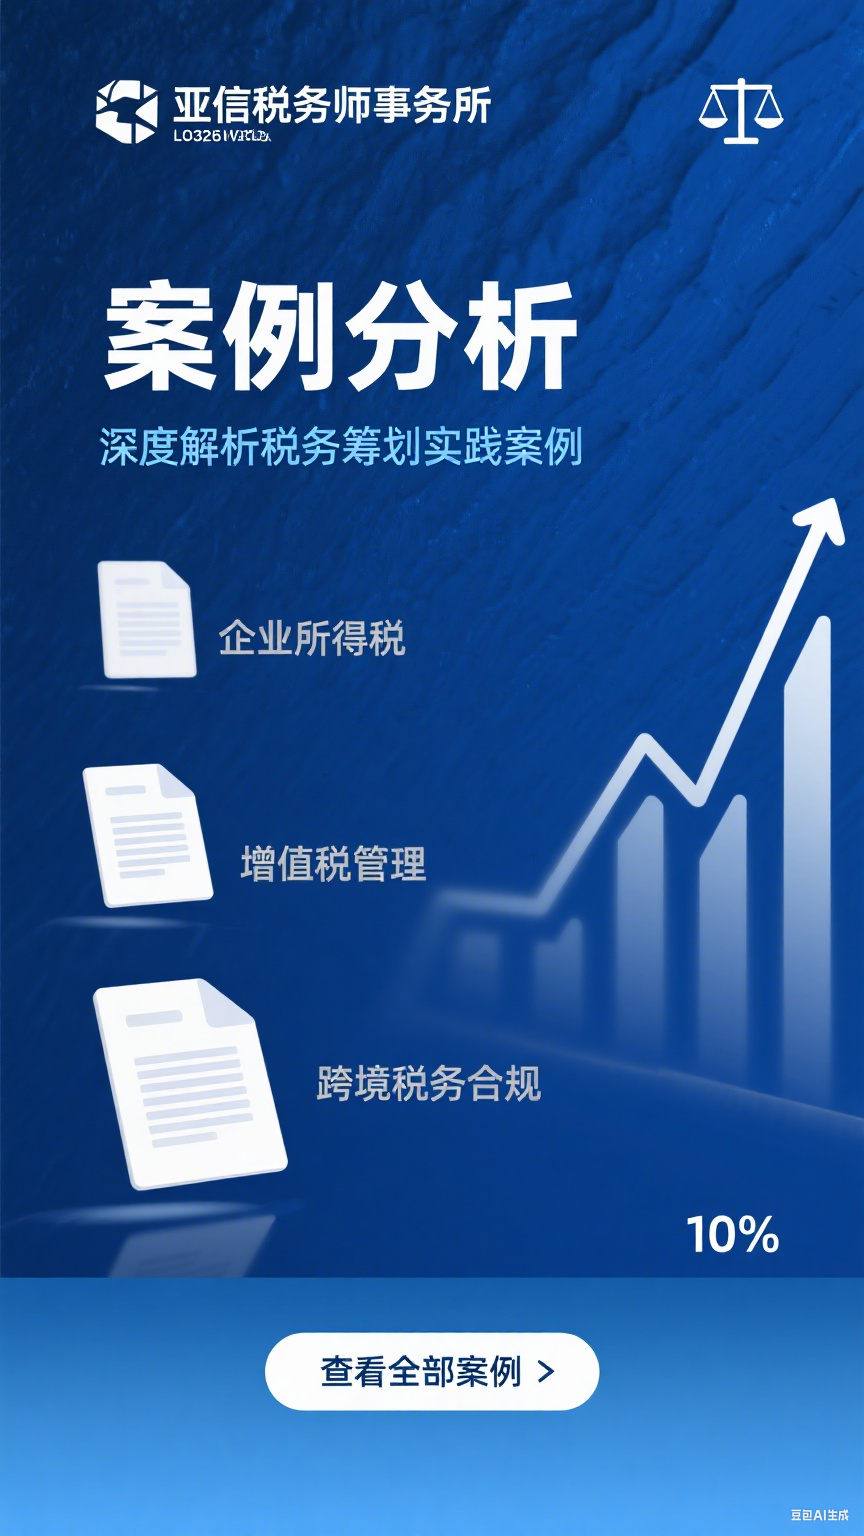 亚信税务师事务所
案例分析
深度解析税务筹划实践案例
企业所得税
增值税管理
跨境税务合规
10%
查看全部案例 >
豆包AI生成